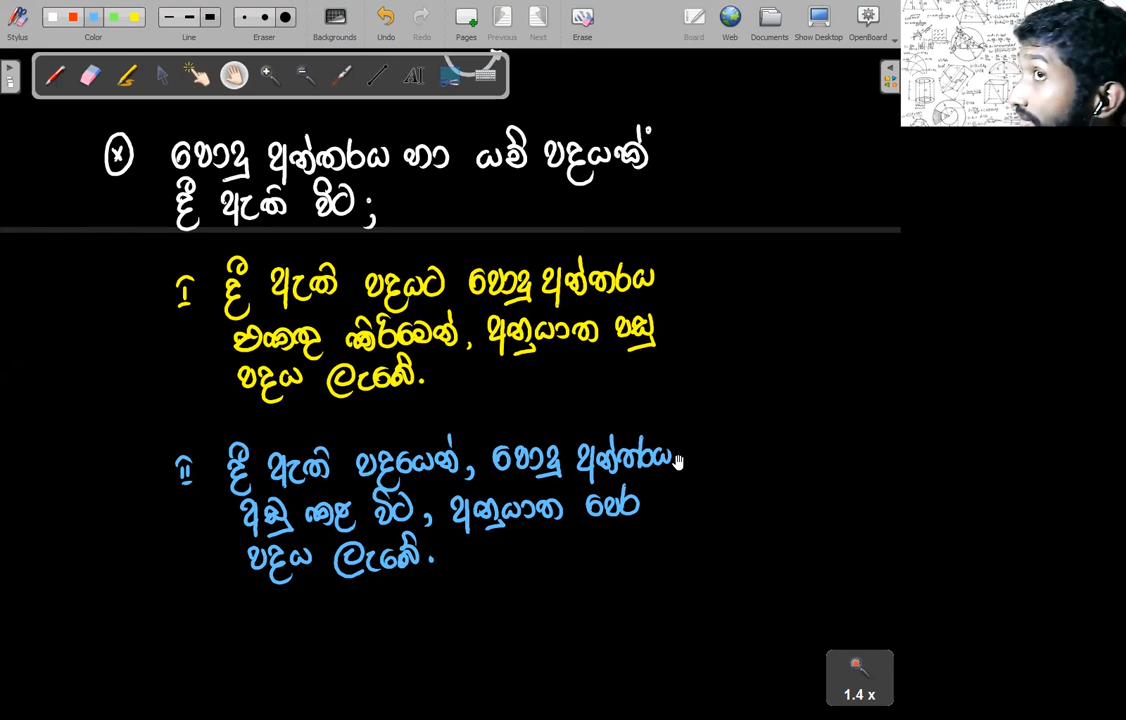 Stylus
Color
Line
Eraser
Backgrounds
Undo
Redo
Pages
Previous
Next
Erase
Board
Web
Documents
Show Desktop
OpenBoard
පොදු අන්තරය හා යම් පදයක්
දී ඇති විට;
I දී ඇති පදයට පොදු අන්තරය
එකතු කිරිමෙන්, අනුයාත පසු
පදය ලැබේ.
II දී ඇති පදයෙන්, පොදු අන්තරය
අඩු කළ විට, අනුයාත පෙර
පදය ලැබේ.
1.4 x